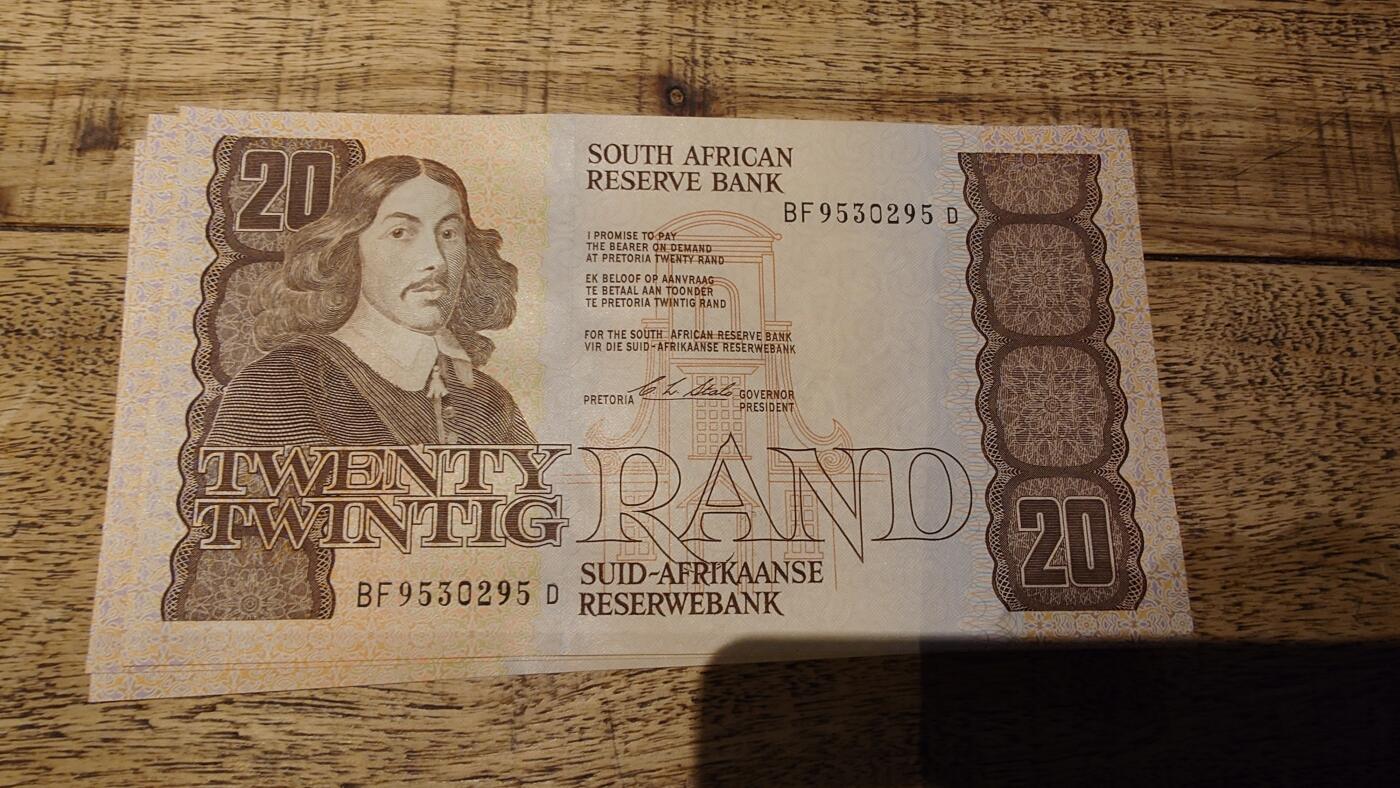 20
SOUTH AFRICAN
RESERVE BANK
BF9530295 D
I PROMISE TO PAY
THE BEARER ON DEMAND
AT PRETORIA TWENTY RAND
EK BELOOF OP AANVRAAG
TE BETAAL AAN TOONDER
TE PRETORIA TWINTIG RAND
FOR THE SOUTH AFRICAN RESERVE BANK
VIR DIE SUID-AFRIKAANSE RESERWEBANK
PRETORIA GOVERNOR
PRESIDENT
TWENTY
TWINTIG
RAND
20
BF9530295 D
SUID-AFRIKAANSE
RESERWEBANK